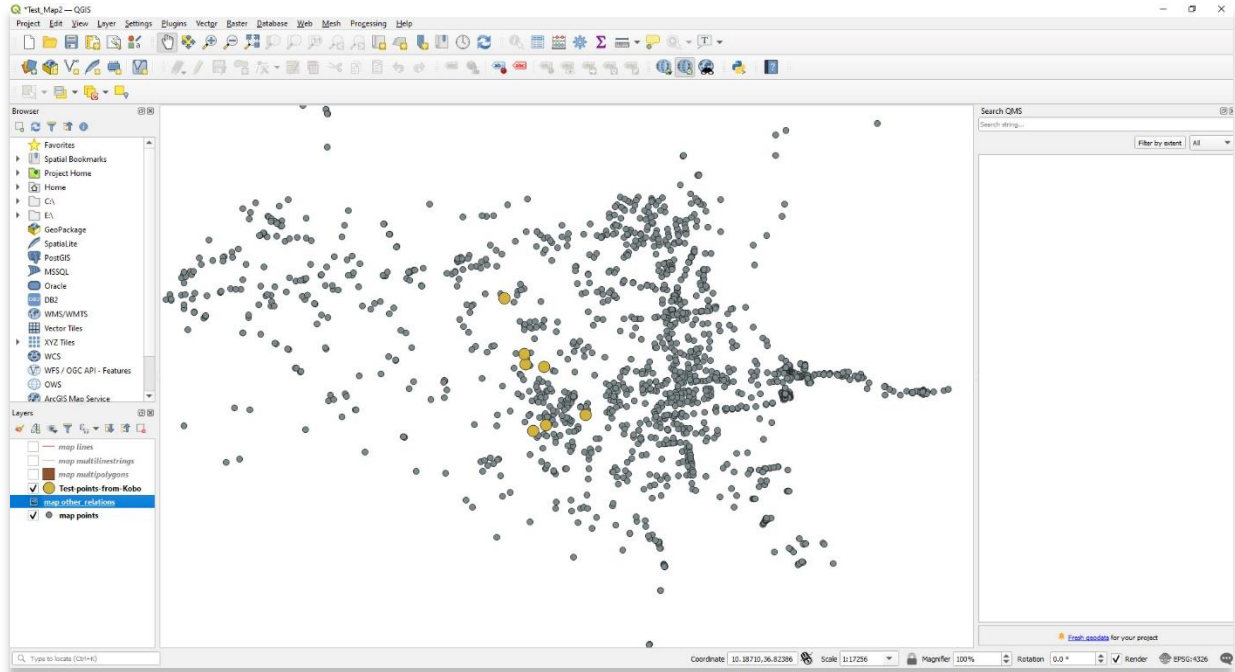 *Test_Map2 — QGIS
Project Edit View Layer Settings Plugins Vector Raster Database Web Mesh Processing Help
Browser
Favorites
Spatial Bookmarks
Project Home
Home
C:\
E:\
GeoPackage
SpatiaLite
PostGIS
MSSQL
Oracle
DB2
WMS/WMTS
Vector Tiles
XYZ Tiles
WCS
WFS / OGC API - Features
OWS
ArcGIS Map Service
Layers
map lines
map multilinestrings
map multipolygons
Test-points-from-Kobo
map other_relations
map points
Search QMS
Search string...
Filter by extent All
Fresh geodata for your project
Type to locate (Ctrl+K)
Coordinate 10.18710,36.82386 Scale 1:17256 Magnifier 100% Rotation 0.0 ° Render EPSG:4326